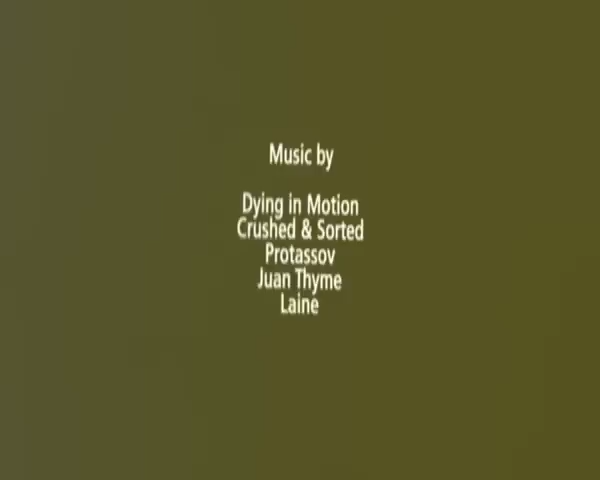 Music by
Dying in Motion
Crushed & Sorted
Protassov
Juan Thyme
Laine